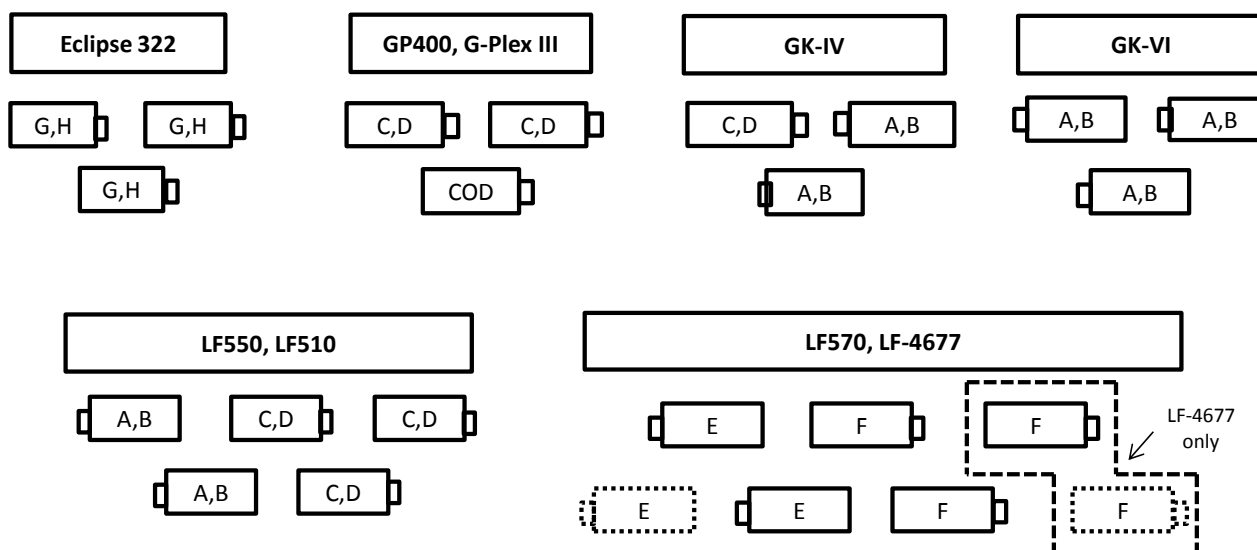 Eclipse 322
GP400, G-Plex III
GK-IV
GK-VI
G,H
G,H
C,D
C,D
C,D
A,B
A,B
A,B
G,H
COD
A,B
A,B
LF550, LF510
LF570, LF-4677
A,B
C,D
C,D
E
F
F
LF-4677
only
A,B
C,D
E
E
F
F